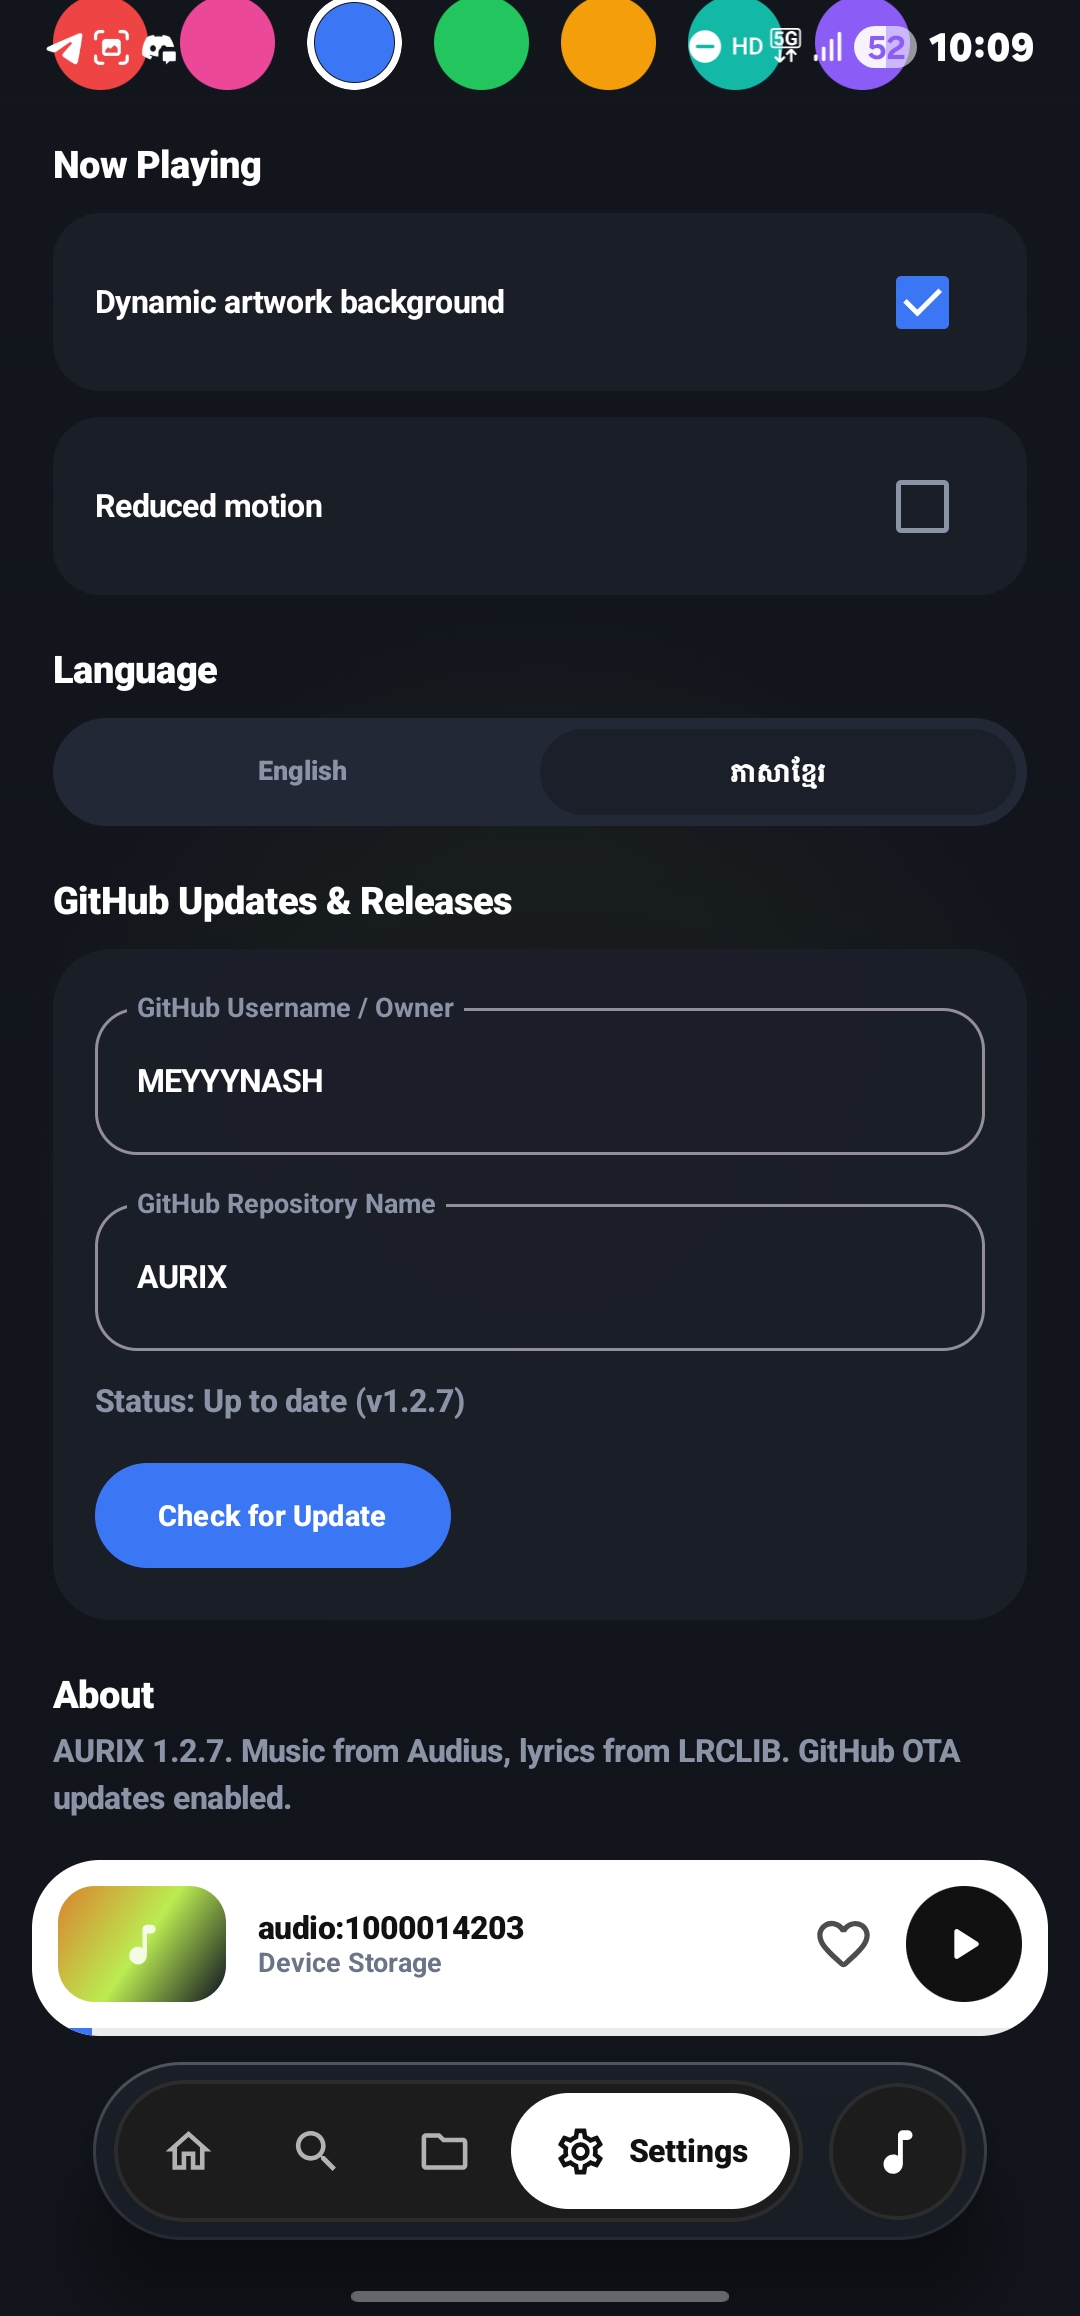 HD 5G 52 10:09
Now Playing
Dynamic artwork background
Reduced motion
Language
English
ភាសាខ្មែរ
GitHub Updates & Releases
GitHub Username / Owner
MEYYYNASH
GitHub Repository Name
AURIX
Status: Up to date (v1.2.7)
Check for Update
About
AURIX 1.2.7. Music from Audius, lyrics from LRCLIB. GitHub OTA
updates enabled.
audio:1000014203
Device Storage
Settings